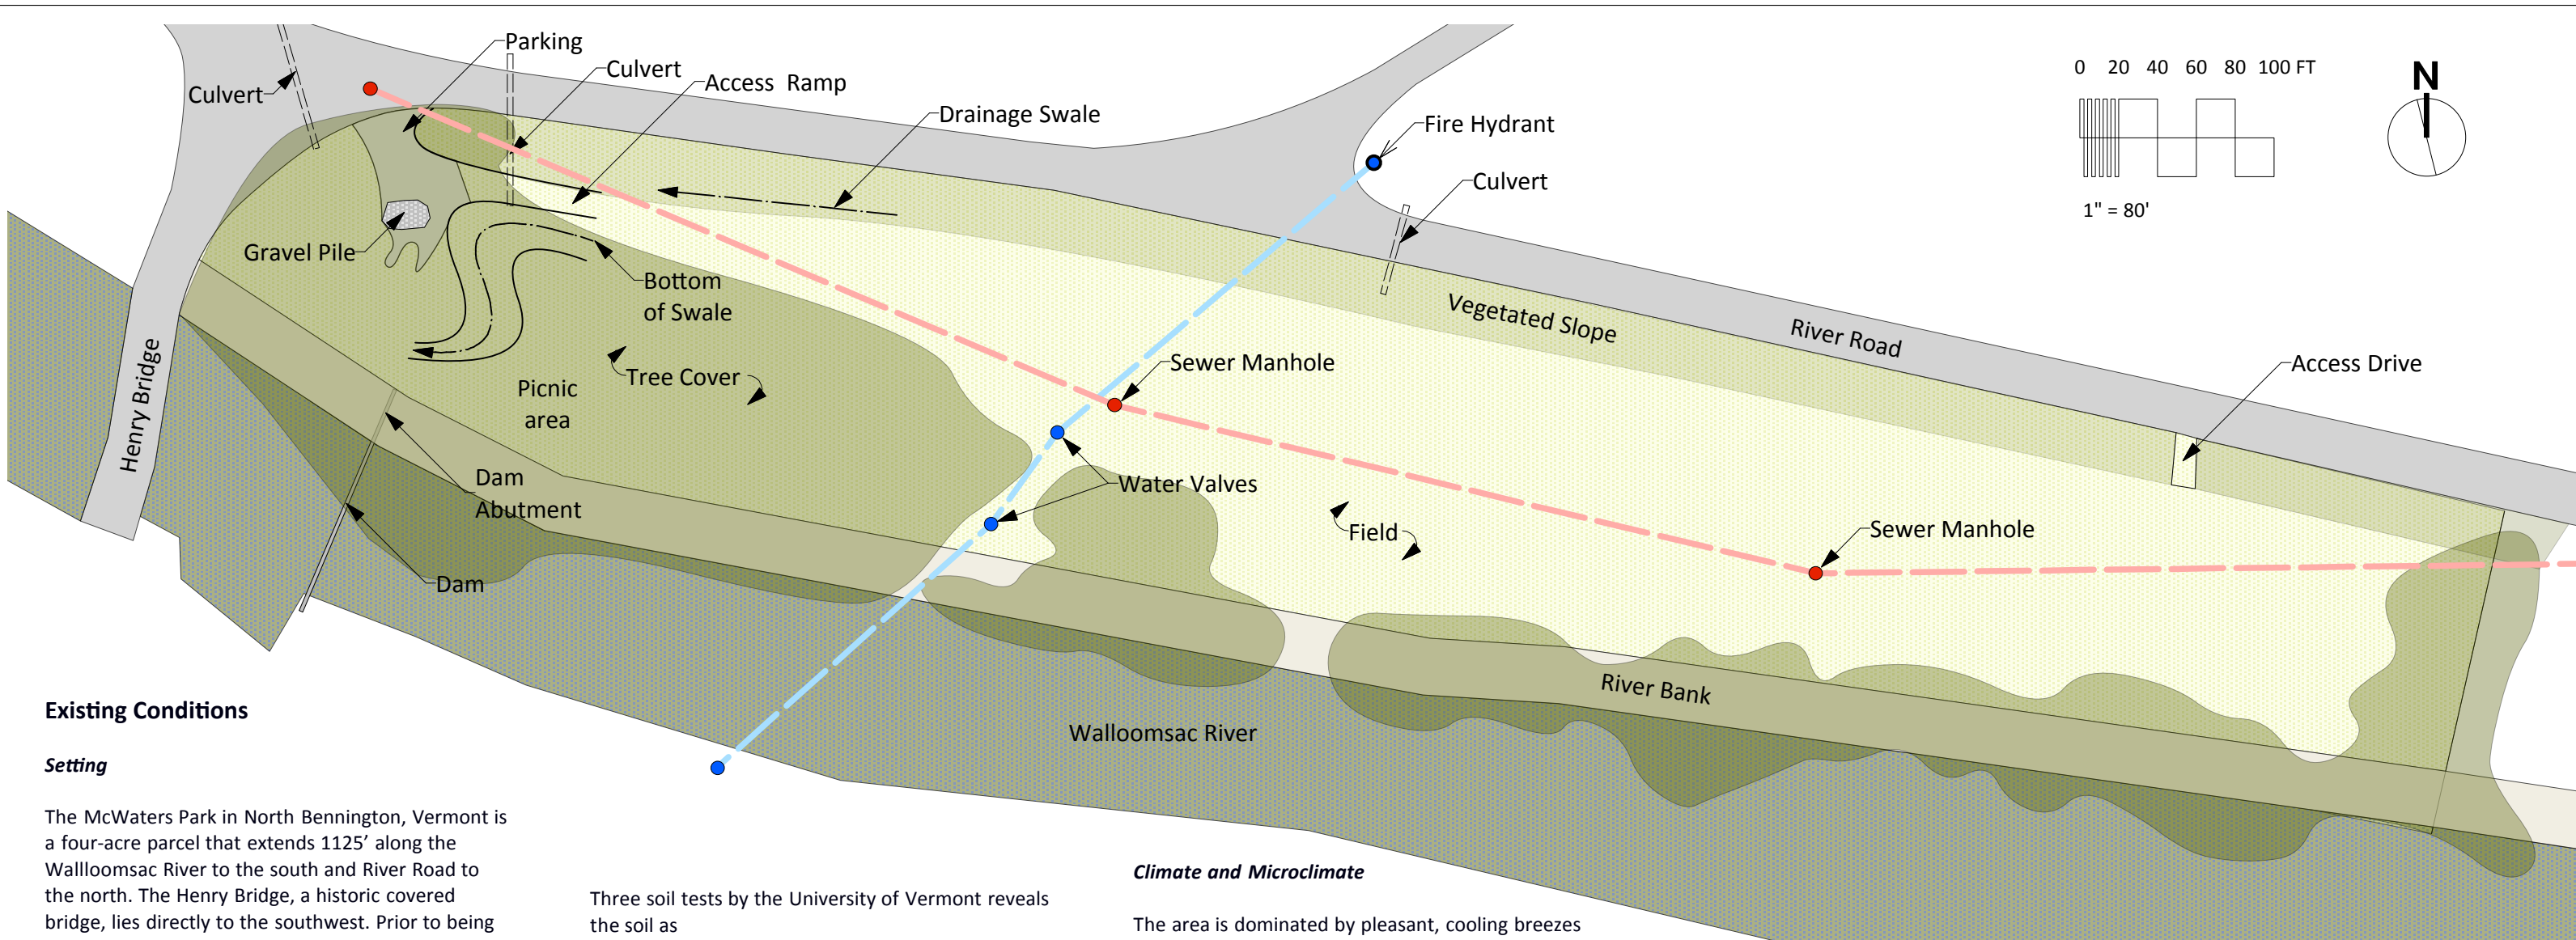 Parking
Culvert
Access Ramp
Culvert
Drainage Swale
Fire Hydrant
Culvert
0 20 40 60 80 100 FT
1" = 80'
N
Gravel Pile
Bottom
of Swale
Vegetated Slope
River Road
Henry Bridge
Tree Cover
Picnic
area
Sewer Manhole
Access Drive
Dam
Abutment
Water Valves
Field
Sewer Manhole
Dam
River Bank
Walloomsac River
Existing Conditions
Setting
The McWaters Park in North Bennington, Vermont is
a four-acre parcel that extends 1125’ along the
Wallloomsac River to the south and River Road to
the north. The Henry Bridge, a historic covered
bridge, lies directly to the southwest. Prior to being
Three soil tests by the University of Vermont reveals
the soil as
Climate and Microclimate
The area is dominated by pleasant, cooling breezes